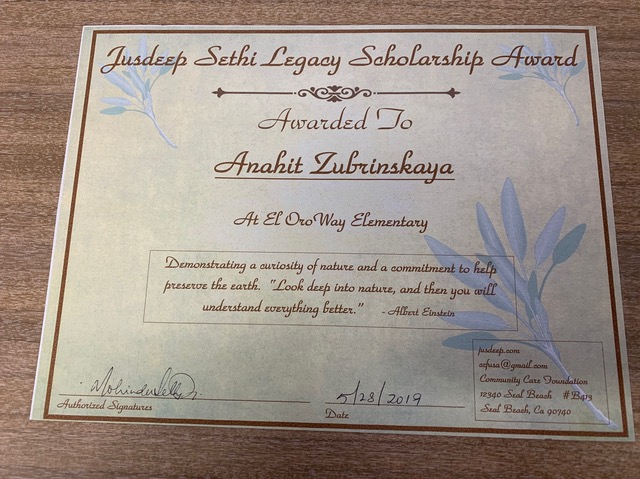 Jusdeep Sethi Legacy Scholarship Award
Awarded To
Anahit Zubrinskaya
At El Oro Way Elementary
Demonstrating a curiosity of nature and a commitment to help
preserve the earth. "Look deep into nature, and then you will
understand everything better." - Albert Einstein
Authorized Signatures
5/28/2019
Date
jusdeep.com
ccfusa@gmail.com
Community Care Foundation
12340 Seal Beach #B413
Seal Beach, Ca 90740